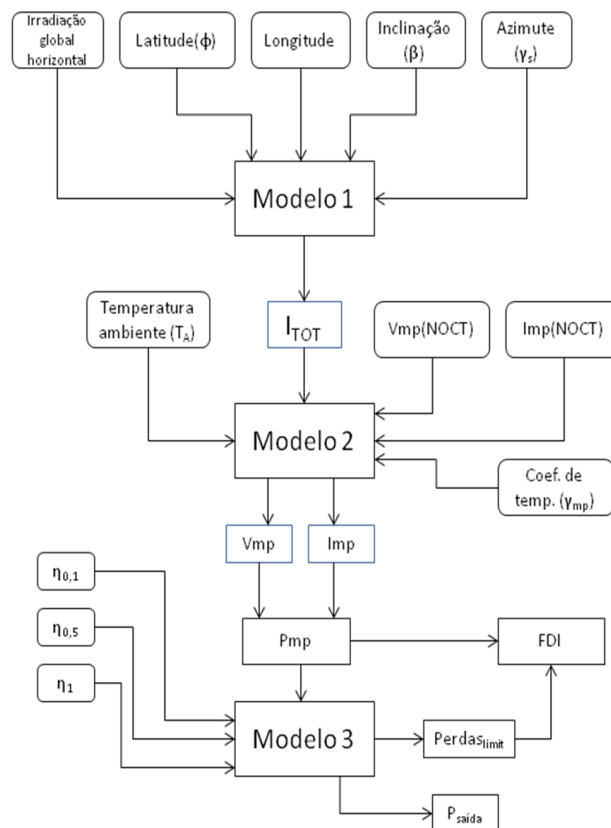 Irradiação
global
horizontal
Latitude(ϕ)
Longitude
Inclinação
(β)
Azimute
(γs)
Modelo 1
Temperatura
ambiente (TA)
ITOT
Vmp(NOCT)
Imp(NOCT)
Modelo 2
Coef. de
temp. (γmp)
Vmp
Imp
η0,1
η0,5
η1
Pmp
FDI
Modelo 3
Perdaslimit
Psaída